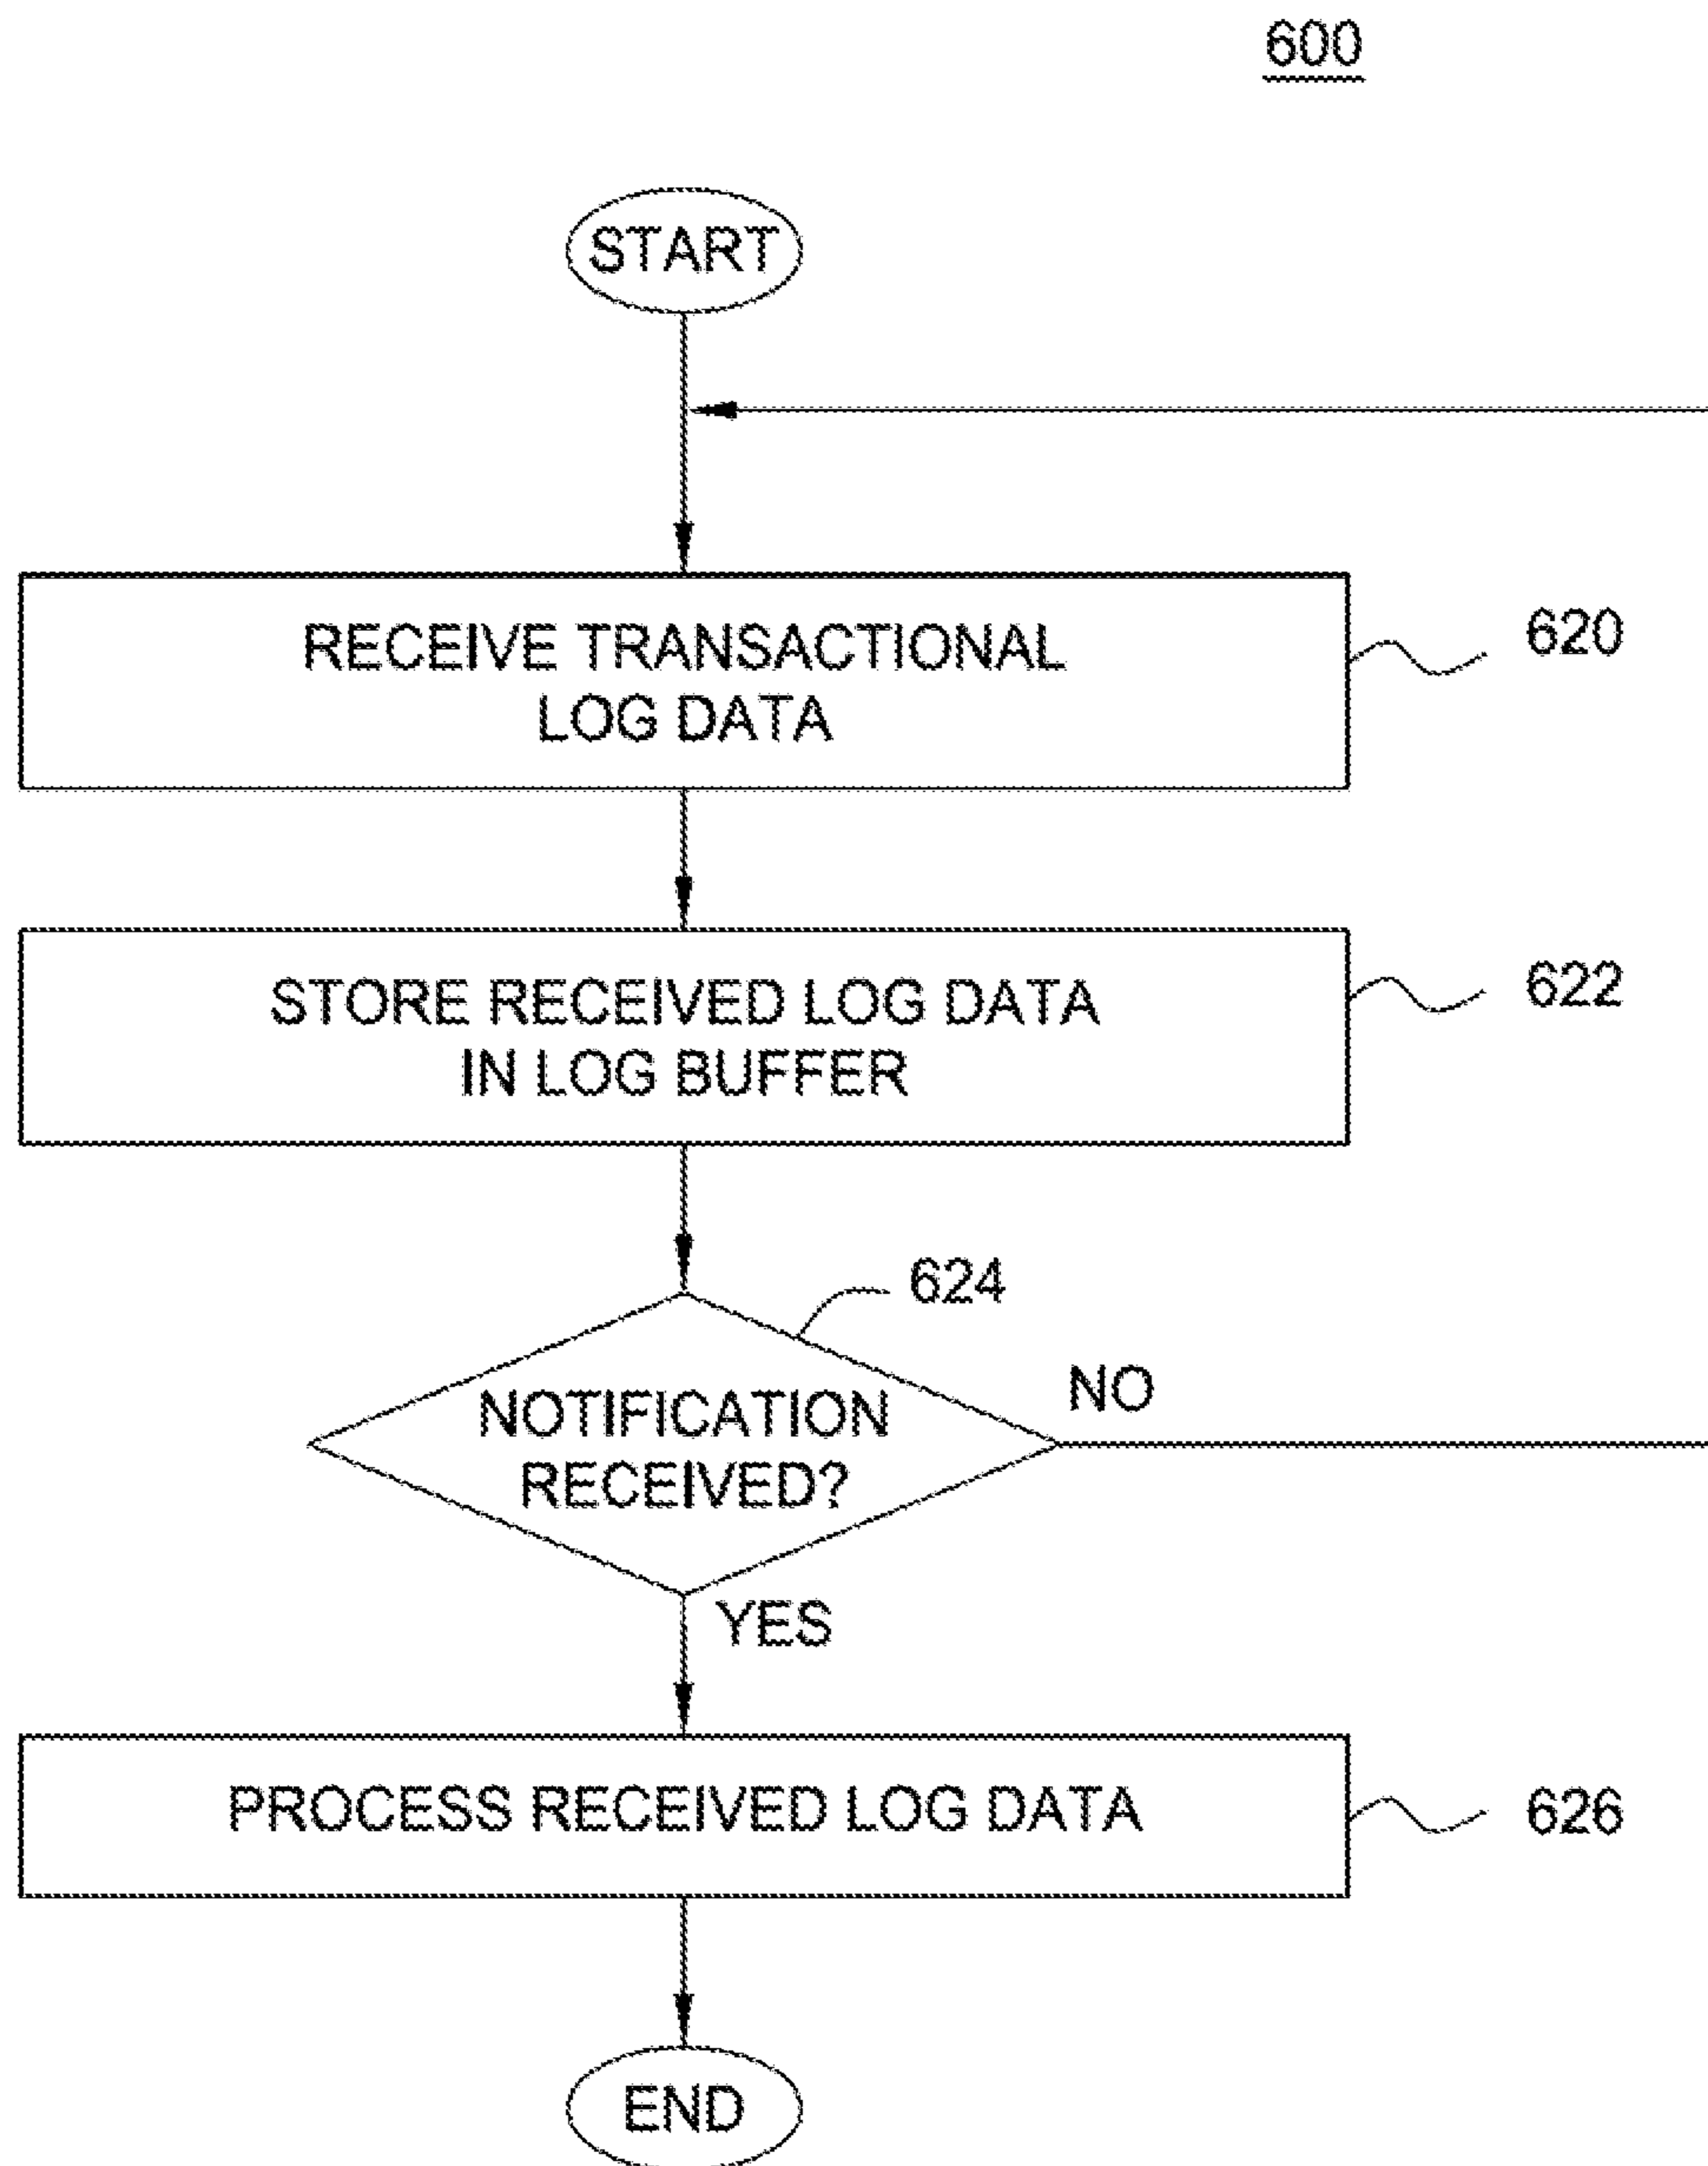 600
START
RECEIVE TRANSACTIONAL
LOG DATA
620
STORE RECEIVED LOG DATA
IN LOG BUFFER
622
624
NOTIFICATION
RECEIVED?
NO
YES
PROCESS RECEIVED LOG DATA
626
END